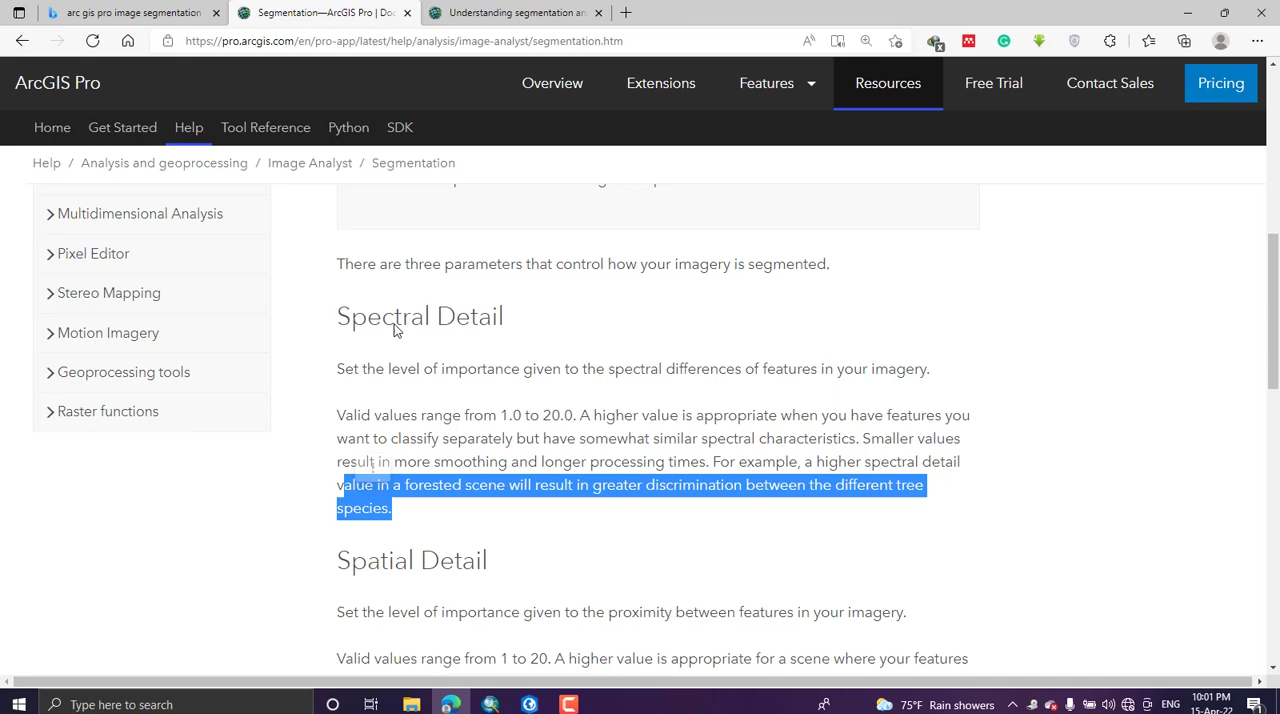 arc gis pro image segmentation
Segmentation—ArcGIS Pro | Doc
Understanding segmentation an
https://pro.arcgis.com/en/pro-app/latest/help/analysis/image-analyst/segmentation.htm
ArcGIS Pro
Overview
Extensions
Features
Resources
Free Trial
Contact Sales
Pricing
Home
Get Started
Help
Tool Reference
Python
SDK
Help / Analysis and geoprocessing / Image Analyst / Segmentation
Multidimensional Analysis
Pixel Editor
Stereo Mapping
Motion Imagery
Geoprocessing tools
Raster functions
There are three parameters that control how your imagery is segmented.
Spectral Detail
Set the level of importance given to the spectral differences of features in your imagery.
Valid values range from 1.0 to 20.0. A higher value is appropriate when you have features you
want to classify separately but have somewhat similar spectral characteristics. Smaller values
result in more smoothing and longer processing times. For example, a higher spectral detail
value in a forested scene will result in greater discrimination between the different tree
species.
Spatial Detail
Set the level of importance given to the proximity between features in your imagery.
Valid values range from 1 to 20. A higher value is appropriate for a scene where your features
Type here to search
75°F Rain showers
ENG
10:01 PM
15-Apr-22